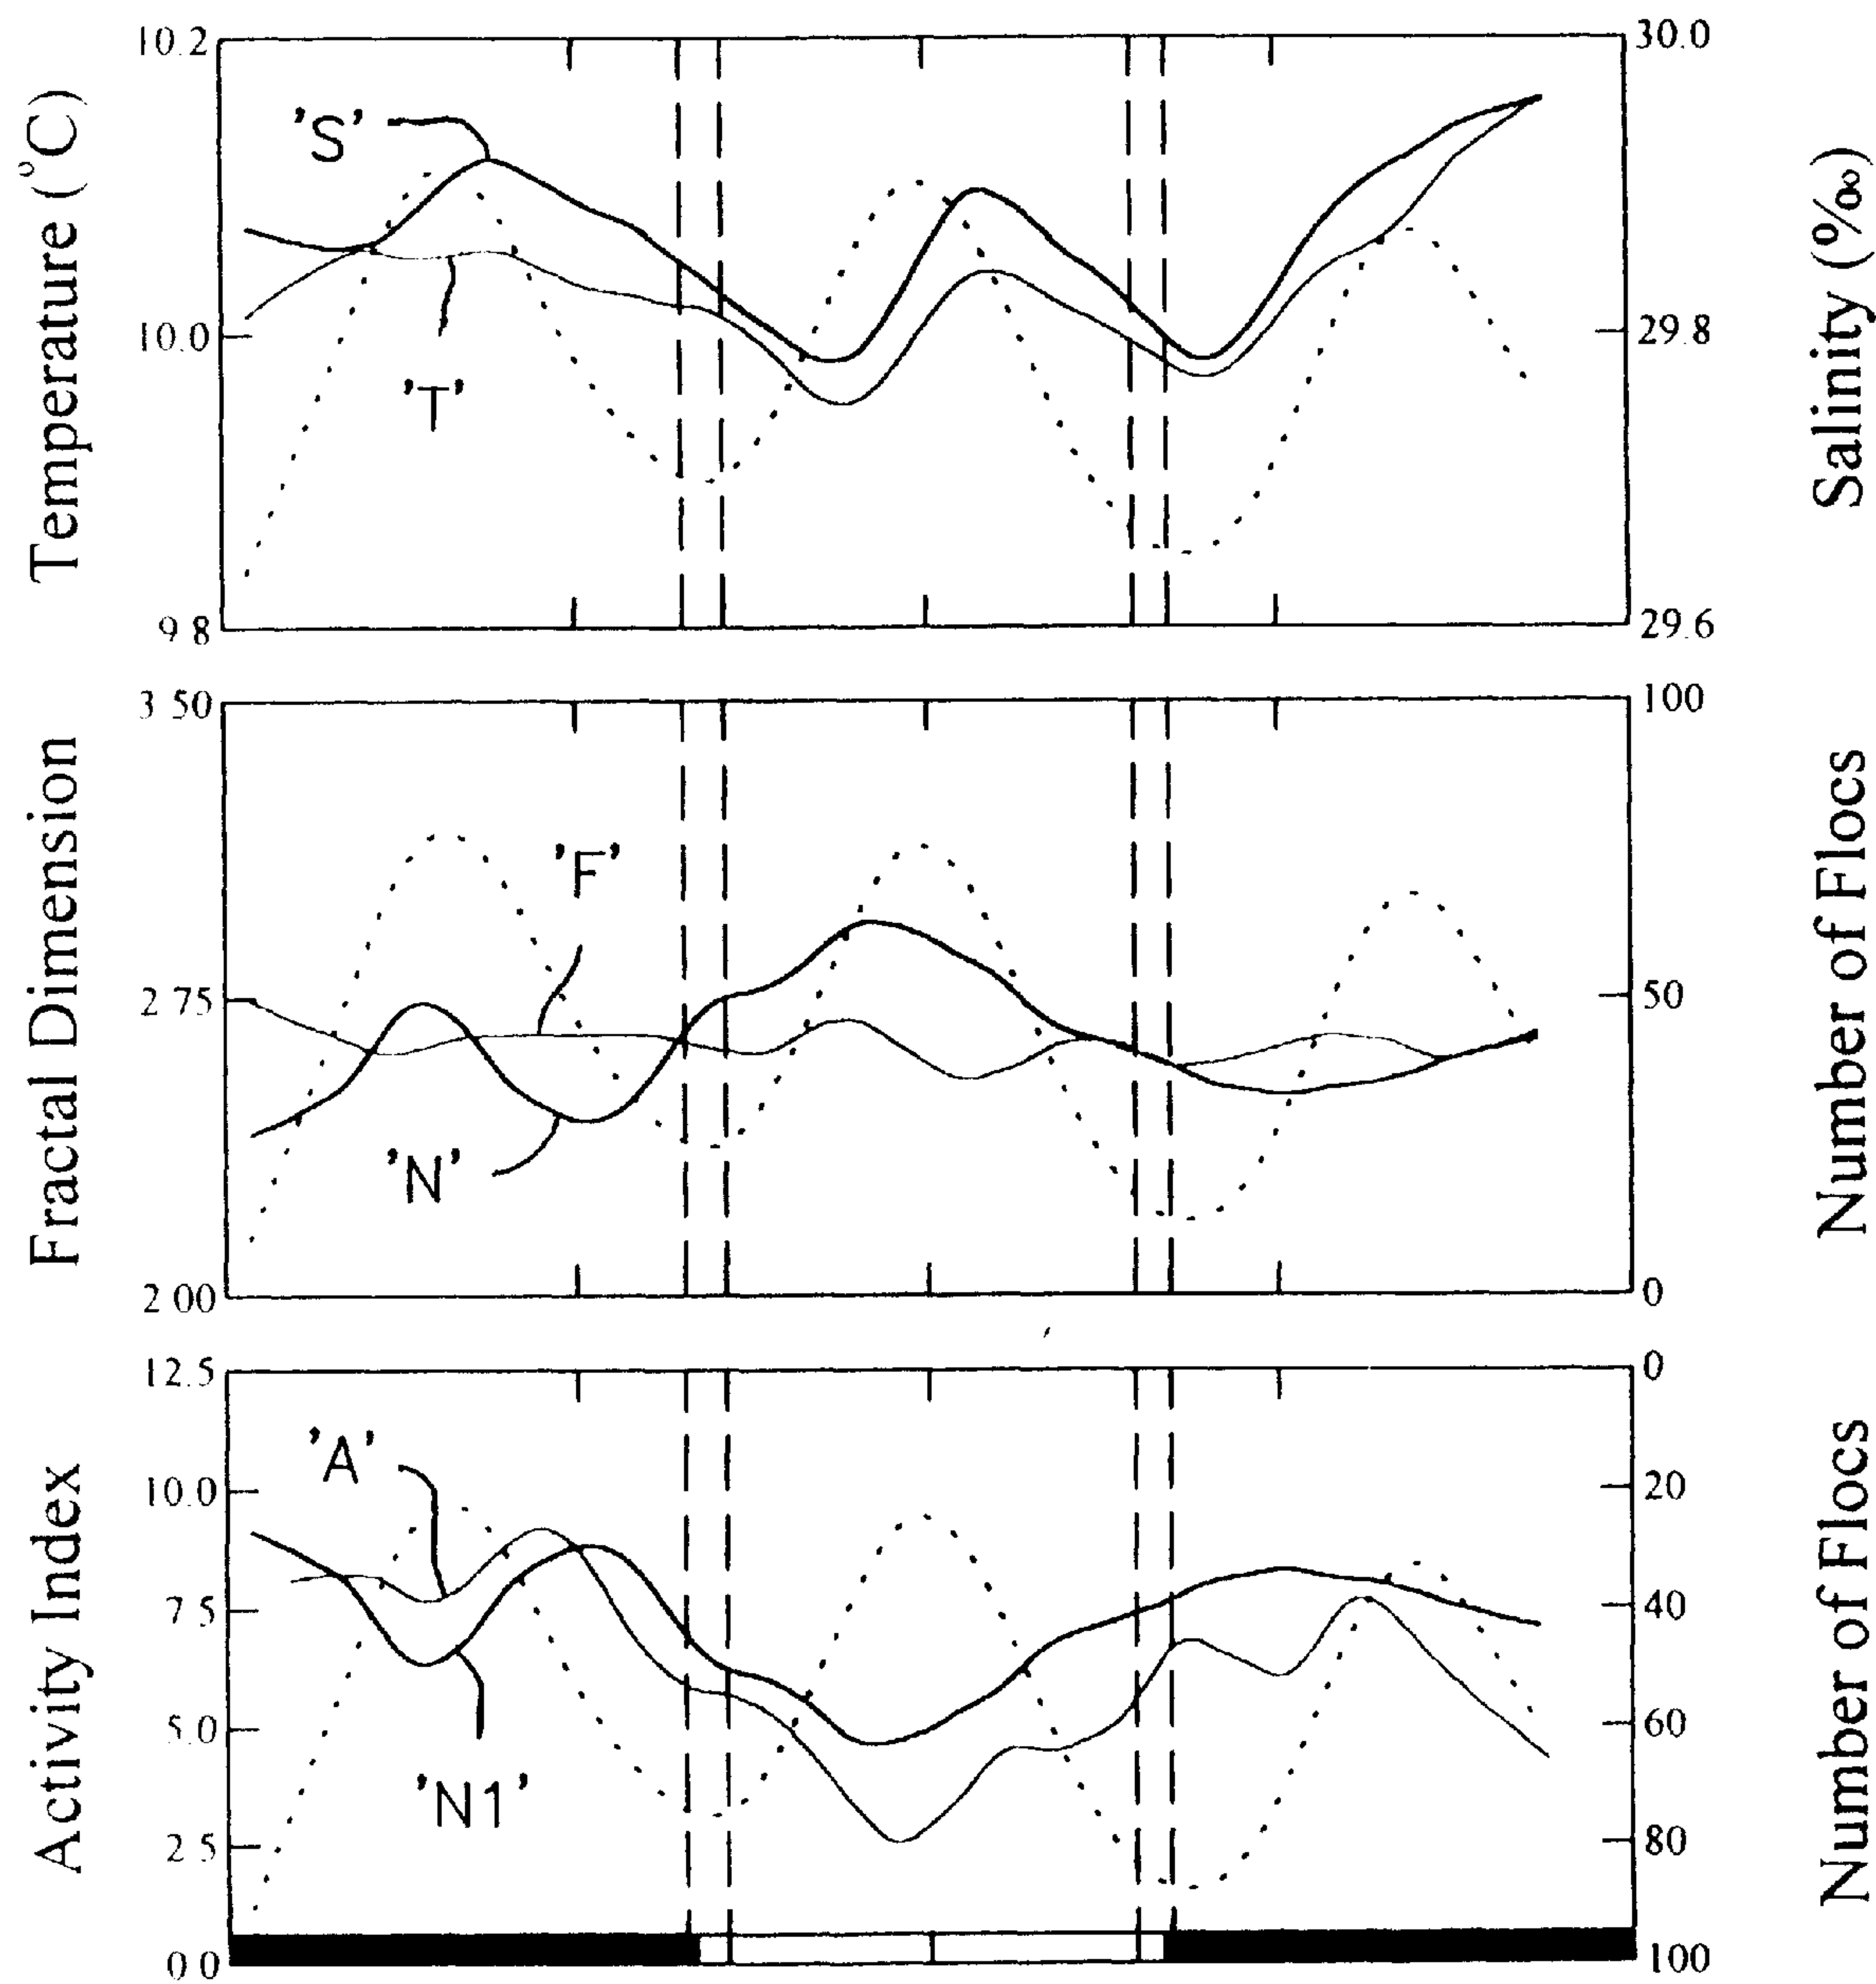 Temperature (°C)
10.2
10.0
9.8
'S'
'T'
30.0
29.8
29.6
Salinity (‰)
Fractal Dimension
3.50
2.75
2.00
'F'
'N'
100
50
0
Number of Flocs
Activity Index
12.5
10.0
7.5
5.0
2.5
0.0
'A'
'N1'
0
20
40
60
80
100
Number of Flocs